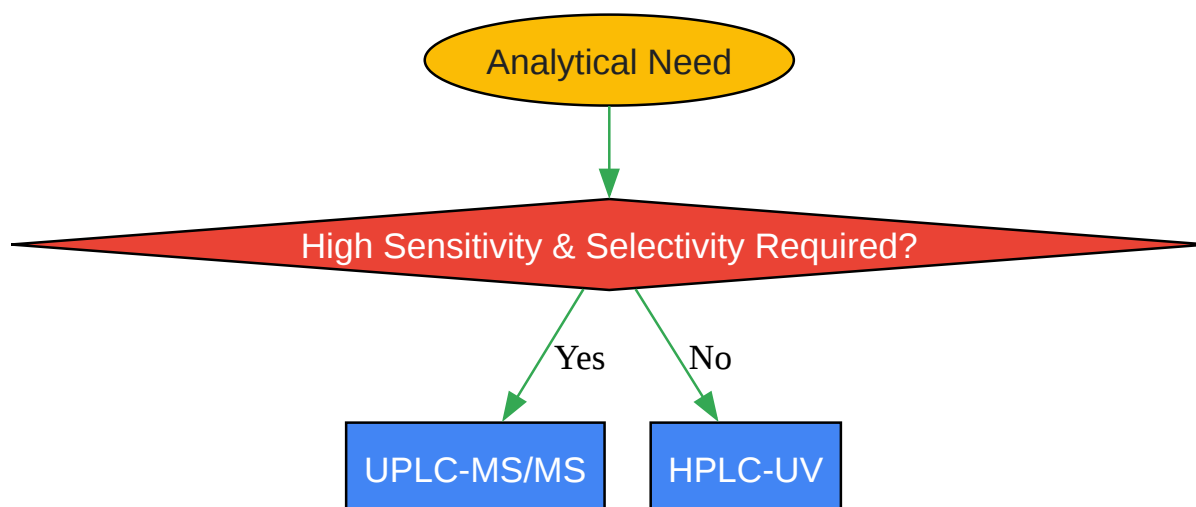 Analytical Need
High Sensitivity & Selectivity Required?
Yes
No
UPLC-MS/MS
HPLC-UV